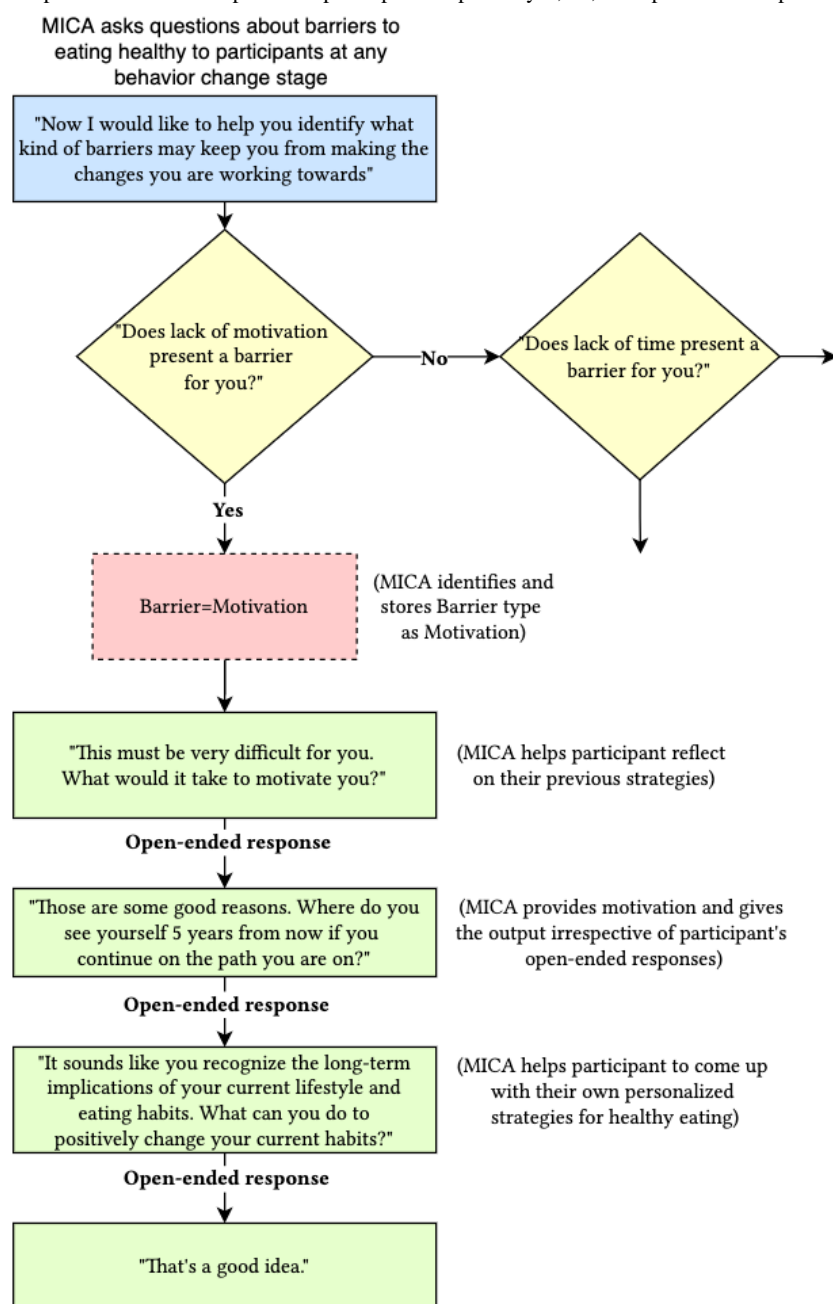 MICA asks questions about barriers to
eating healthy to participants at any
behavior change stage
"Now I would like to help you identify what
kind of barriers may keep you from making the
changes you are working towards"
"Does lack of motivation
present a barrier
for you?"
No
"Does lack of time present a
barrier for you?"
Yes
Barrier=Motivation
(MICA identifies and
stores Barrier type
as Motivation)
"This must be very difficult for you.
What would it take to motivate you?"
(MICA helps participant reflect
on their previous strategies)
Open-ended response
"Those are some good reasons. Where do you
see yourself 5 years from now if you
continue on the path you are on?"
(MICA provides motivation and gives
the output irrespective of participant's
open-ended responses)
Open-ended response
"It sounds like you recognize the long-term
implications of your current lifestyle and
eating habits. What can you do to
positively change your current habits?"
(MICA helps participant to come up
with their own personalized
strategies for healthy eating)
Open-ended response
"That's a good idea."